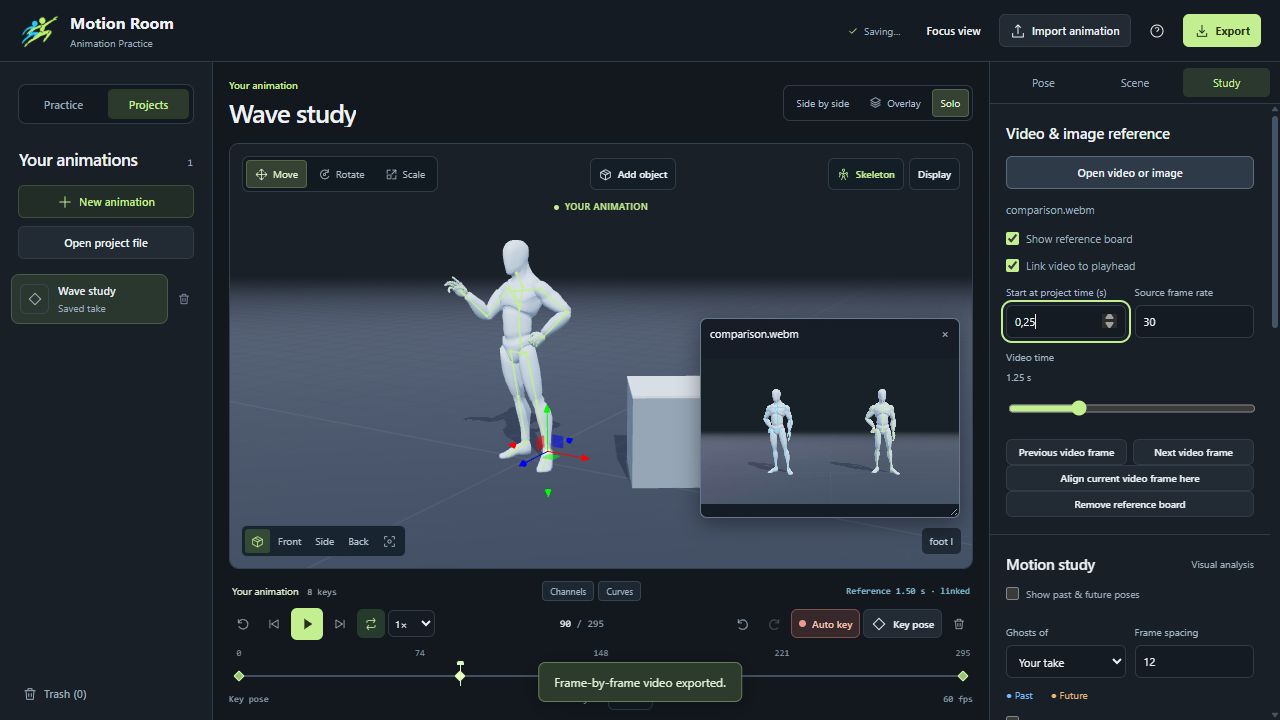 Motion Room
Animation Practice
Saving...
Focus view
Import animation
Export
Practice
Projects
Your animations
1
New animation
Open project file
Wave study
Saved take
Trash (0)
Your animation
Wave study
Side by side
Overlay
Solo
Move
Rotate
Scale
Add object
Skeleton
Display
YOUR ANIMATION
comparison.webm
×
Front
Side
Back
foot l
Your animation
8 keys
Channels
Curves
Reference 1.50 s · linked
1×
90 / 295
Auto key
Key pose
0
74
148
221
295
Key pose
Frame-by-frame video exported.
60 fps
Pose
Scene
Study
Video & image reference
Open video or image
comparison.webm
Show reference board
Link video to playhead
Start at project time (s)
Source frame rate
0,25
30
Video time
1.25 s
Previous video frame
Next video frame
Align current video frame here
Remove reference board
Motion study
Visual analysis
Show past & future poses
Ghosts of
Frame spacing
Your take
12
Past
Future